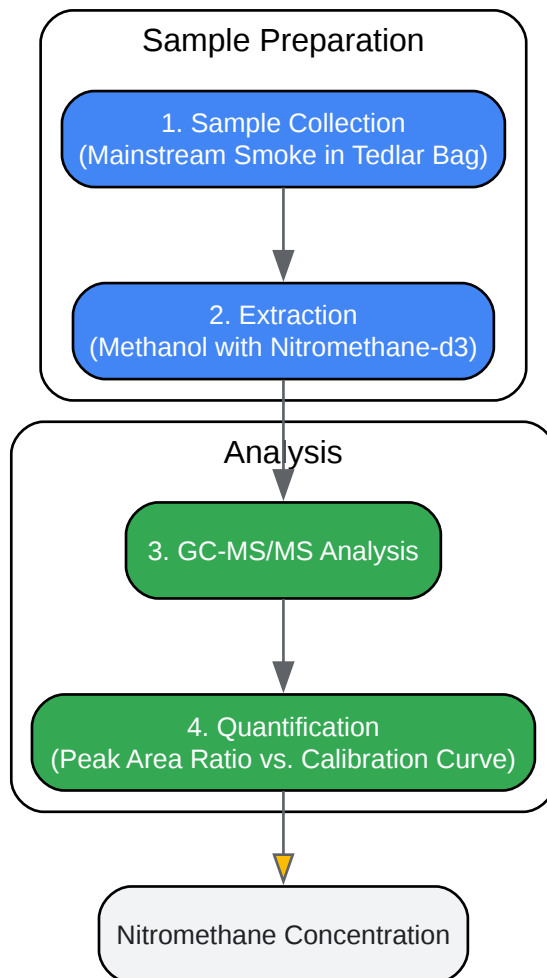 Sample Preparation
1. Sample Collection
(Mainstream Smoke in Tedlar Bag)
2. Extraction
(Methanol with Nitromethane-d3)
Analysis
3. GC-MS/MS Analysis
4. Quantification
(Peak Area Ratio vs. Calibration Curve)
Nitromethane Concentration